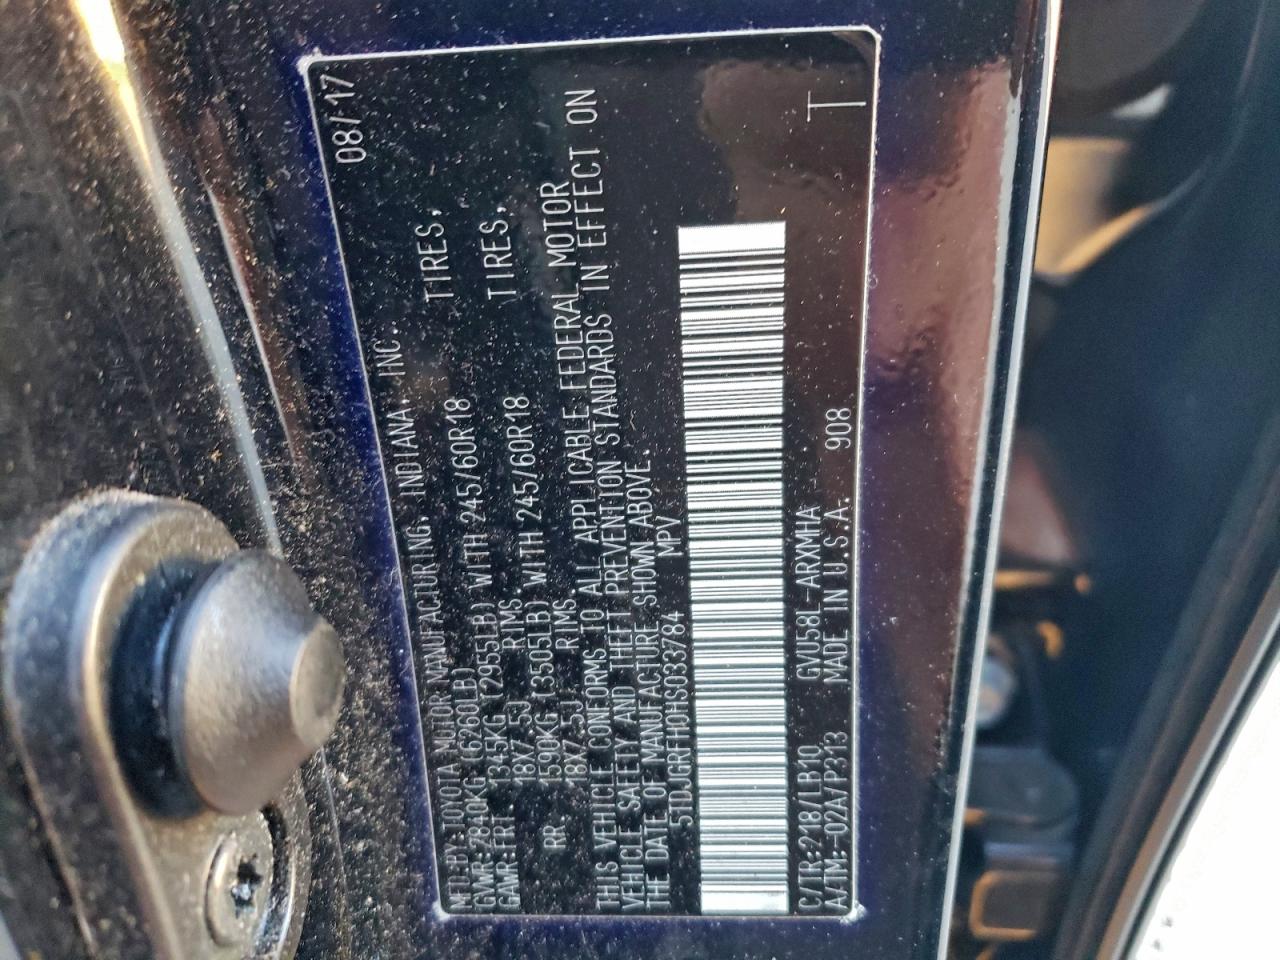 MFD.BY:TOYOTA MOTOR MANUFACTURING, INDIANA, INC. 08/17
GVWR:2840KG (6260LB)
GAWR:FRT. 1345KG (2955LB) WITH 245/60R18 TIRES,
18X7.5J RIMS.
RR. 1590KG (3505LB) WITH 245/60R18 TIRES,
18X7.5J RIMS.
THIS VEHICLE CONFORMS TO ALL APPLICABLE FEDERAL MOTOR
VEHICLE SAFETY AND THEFT PREVENTION STANDARDS IN EFFECT ON
THE DATE OF MANUFACTURE SHOWN ABOVE.
5TDJGRFH0HS033784 MPV
C/TR:218/LB10 GVU58L-ARXMHA
A/TM:-02A/P313 MADE IN U.S.A. 908
T